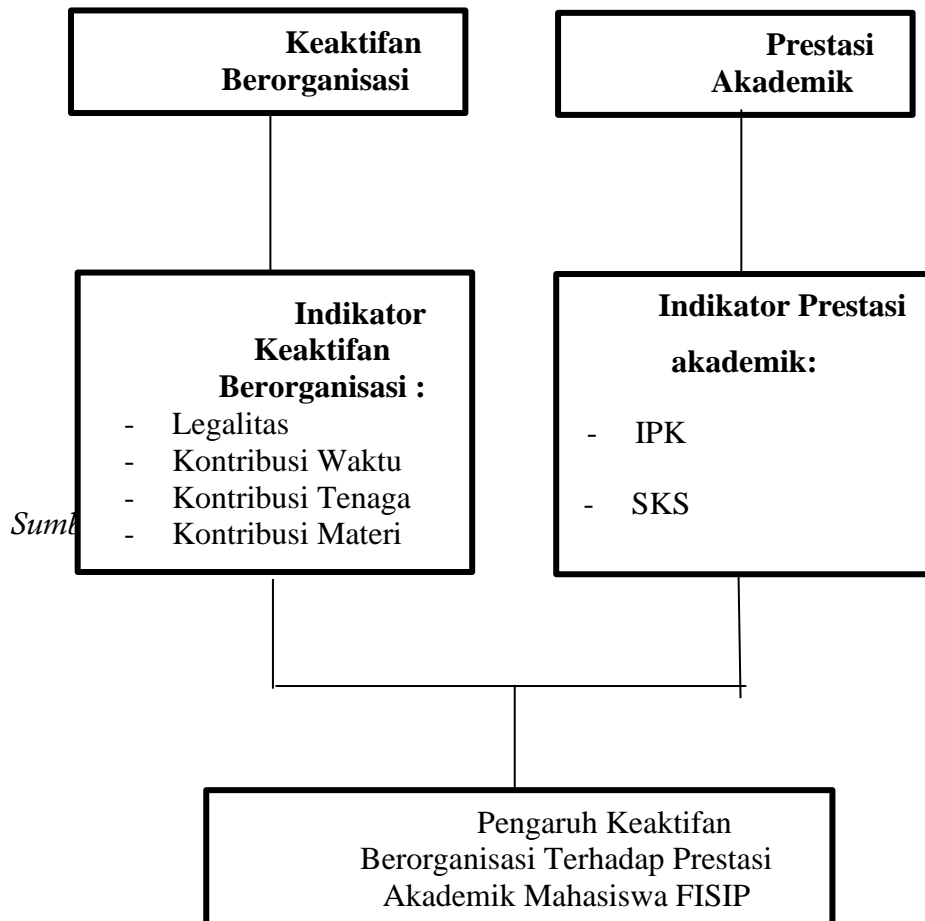 Keaktifan
Berorganisasi
Prestasi
Akademik
Indikator
Keaktifan
Berorganisasi :
- Legalitas
- Kontribusi Waktu
- Kontribusi Tenaga
- Kontribusi Materi
Indikator Prestasi
akademik:
- IPK
- SKS
Pengaruh Keaktifan
Berorganisasi Terhadap Prestasi
Akademik Mahasiswa FISIP